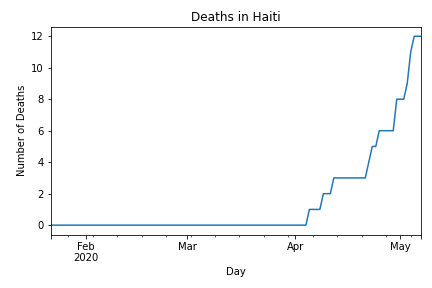 Deaths in Haiti
Number of Deaths
12
10
8
6
4
2
0
Feb
2020
Mar
Apr
May
Day